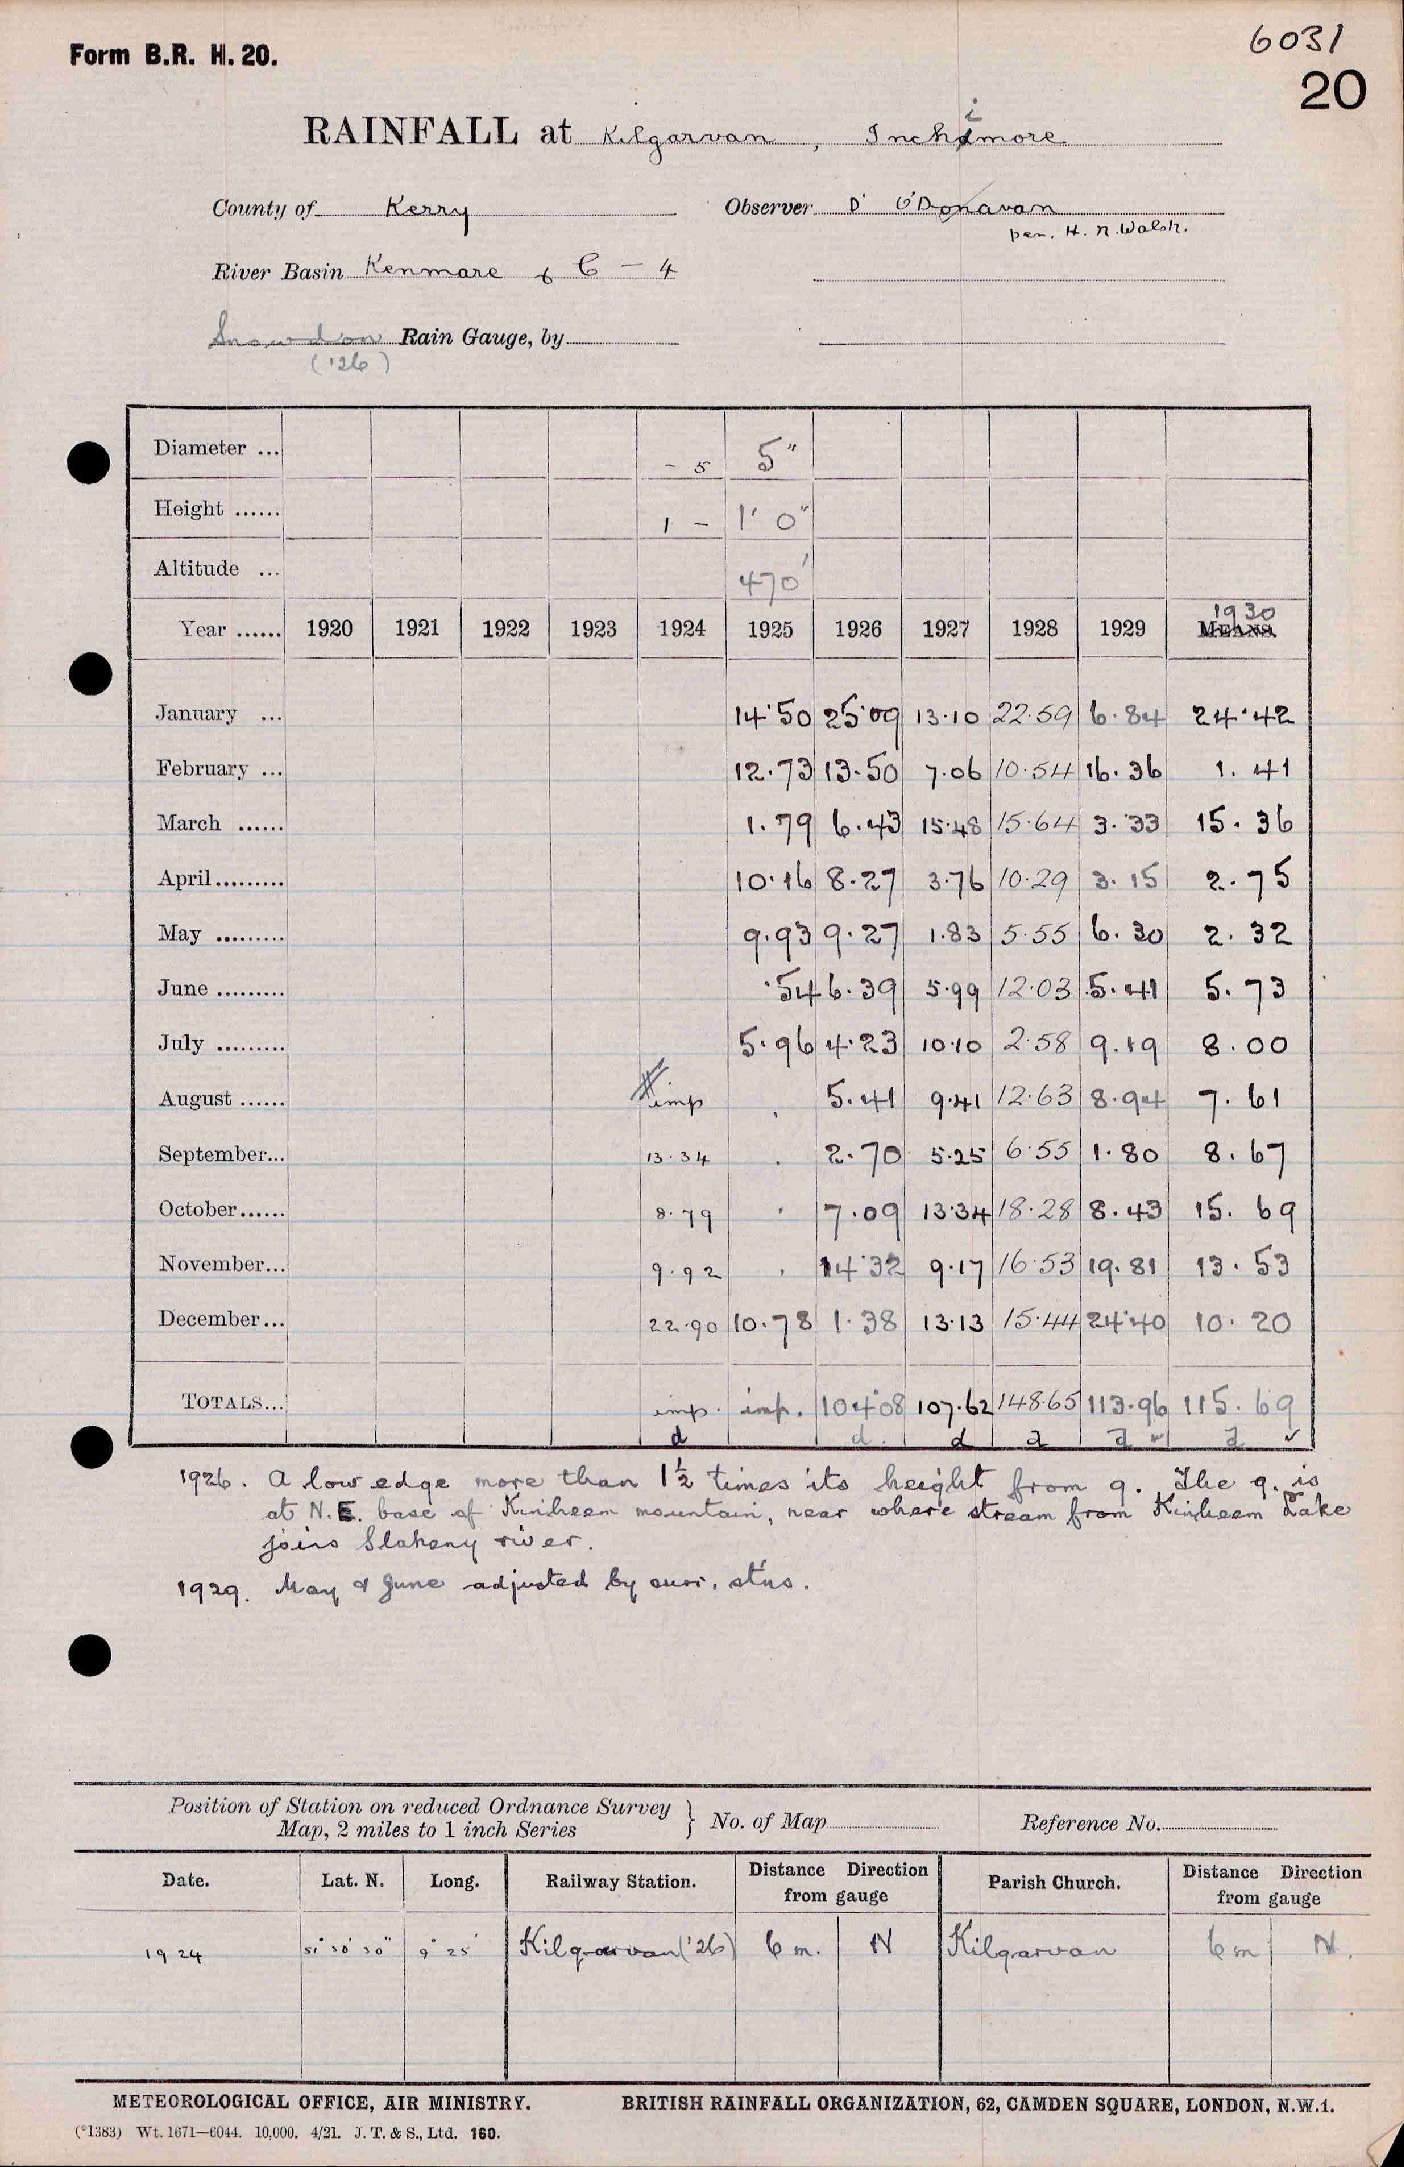 6031
Form B.R. H. 20.
20
RAINFALL at Kilgarvan, Inchimore
County of Kerry Observer D O'Donavan
per. H. N. Walsh.
River Basin Kenmare & C — 4
Snowdon Rain Gauge, by
('26)
Diameter ... - 5 5"
Height ...... 1 - 1' 0"
Altitude ... 470'
1930
Year ...... 1920 1921 1922 1923 1924 1925 1926 1927 1928 1929 MEANS
January ... 14·50 25·09 13·10 22·59 6·84 24·42
February ... 12·73 13·50 7·06 10·54 16·36 1·41
March ...... 1·79 6·43 15·48 15·64 3·33 15·36
April ......... 10·16 8·27 3·76 10·29 3·15 2·75
May ......... 9·93 9·27 1·83 5·55 6·30 2·32
June ......... ·54 6·39 5·99 12·03 5·41 5·73
July ......... 5·96 4·23 10·10 2·58 9·19 8·00
August ...... imp . 5·41 9·41 12·63 8·94 7·61
September... 13·34 . 2·70 5·25 6·55 1·80 8·67
October...... 8·79 . 7·09 13·34 18·28 8·43 15·69
November... 9·92 . 14·32 9·17 16·53 19·81 13·53
December... 22·90 10·78 1·38 13·13 15·44 24·40 10·20
TOTALS... imp. imp. 104·08 107·62 148·65 113·96 115·69
d d. d a a a ✓
1926. A low edge more than 1½ times its height from g. The g. is
at N.E. base of Kinheem mountain, near where stream from Kinheem Lake
joins Slaheny river.
1929. May & June adjusted by surr. stns.
Position of Station on reduced Ordnance Survey
Map, 2 miles to 1 inch Series } No. of Map Reference No.
Date. Lat. N. Long. Railway Station. Distance Direction from gauge Parish Church. Distance Direction from gauge
1924 51° 50' 30" 9° 25' Kilgarvan ('26) 6 m. N Kilgarvan 6 m N.
METEOROLOGICAL OFFICE, AIR MINISTRY. BRITISH RAINFALL ORGANIZATION, 62, CAMDEN SQUARE, LONDON, N.W.1.
(*1383) Wt. 1671—6044. 10,000. 4/21. J. T. & S., Ltd. 160.